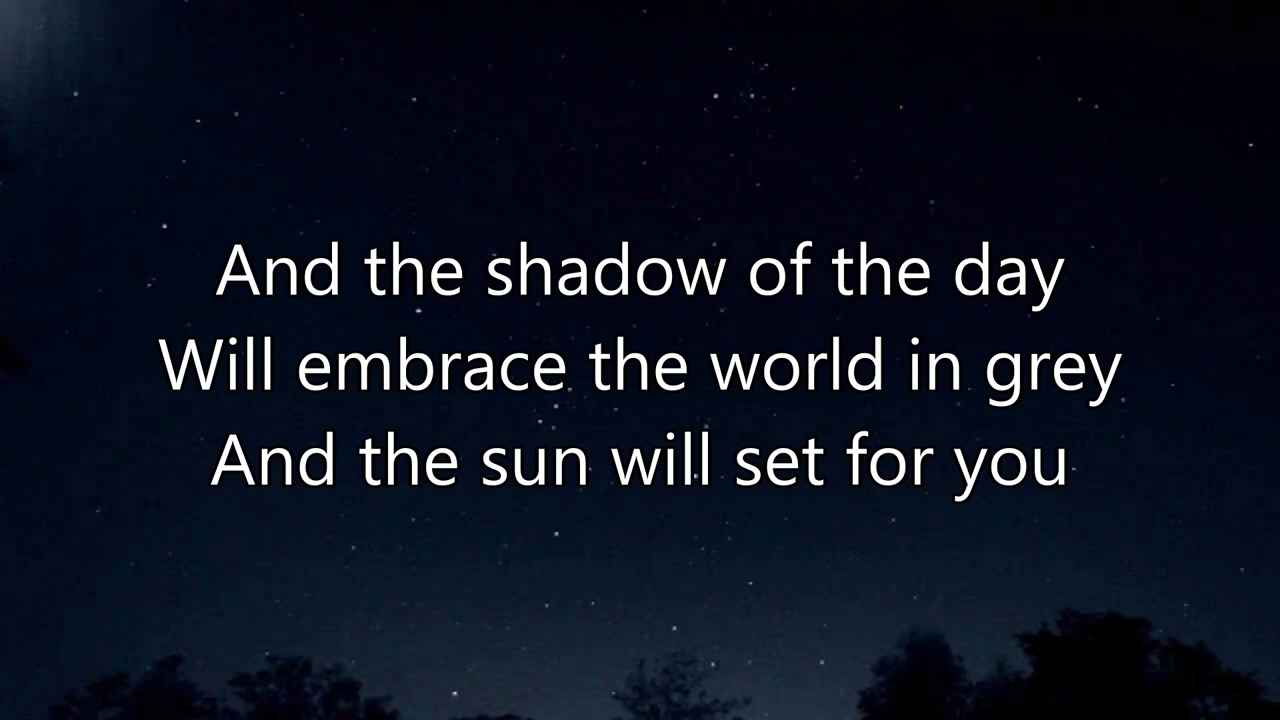 And the shadow of the day
Will embrace the world in grey
And the sun will set for you